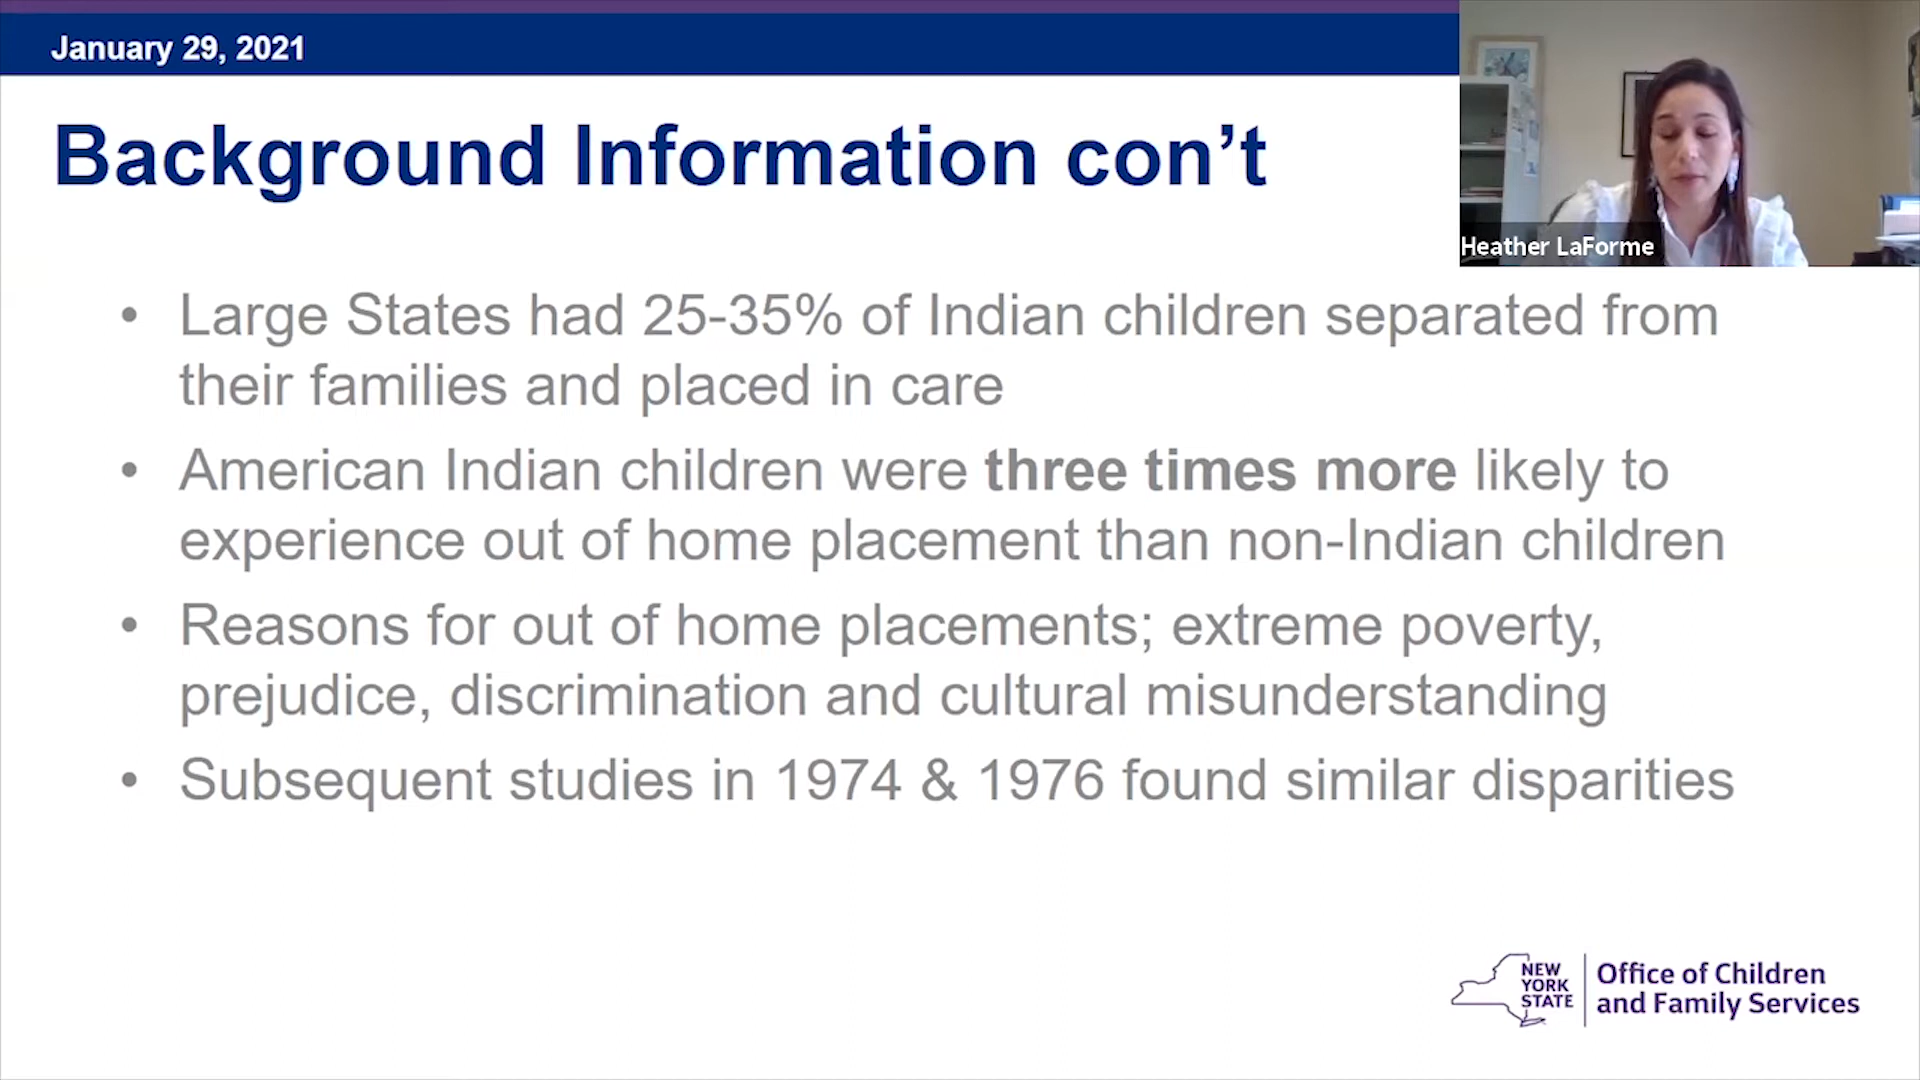 January 29, 2021
Background Information con’t
Heather LaForme
• Large States had 25-35% of Indian children separated from
their families and placed in care
• American Indian children were three times more likely to
experience out of home placement than non-Indian children
• Reasons for out of home placements; extreme poverty,
prejudice, discrimination and cultural misunderstanding
• Subsequent studies in 1974 & 1976 found similar disparities
NEW
YORK
STATE
Office of Children
and Family Services